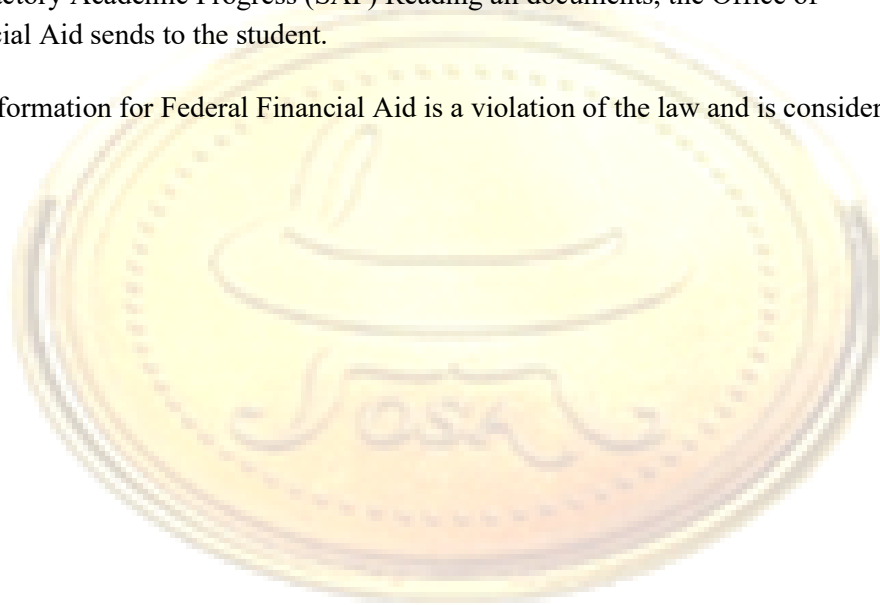 actory Academic Progress (SAP) Reading all documents, the Office of
cial Aid sends to the student.
formation for Federal Financial Aid is a violation of the law and is consider